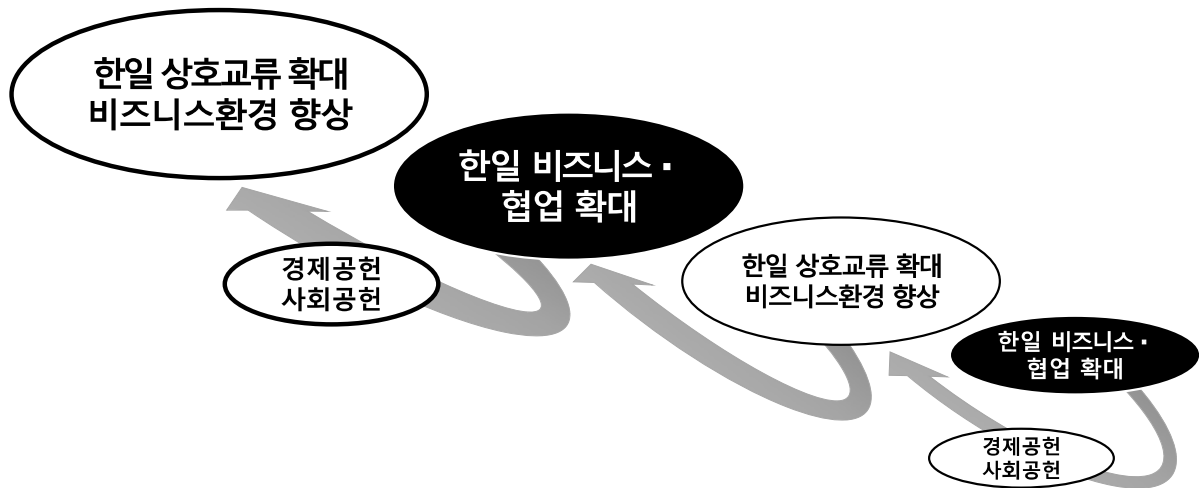 한일 상호교류 확대
비즈니스환경 향상
한일 비즈니스·
협업 확대
경제공헌
사회공헌
한일 상호교류 확대
비즈니스환경 향상
한일 비즈니스·
협업 확대
경제공헌
사회공헌